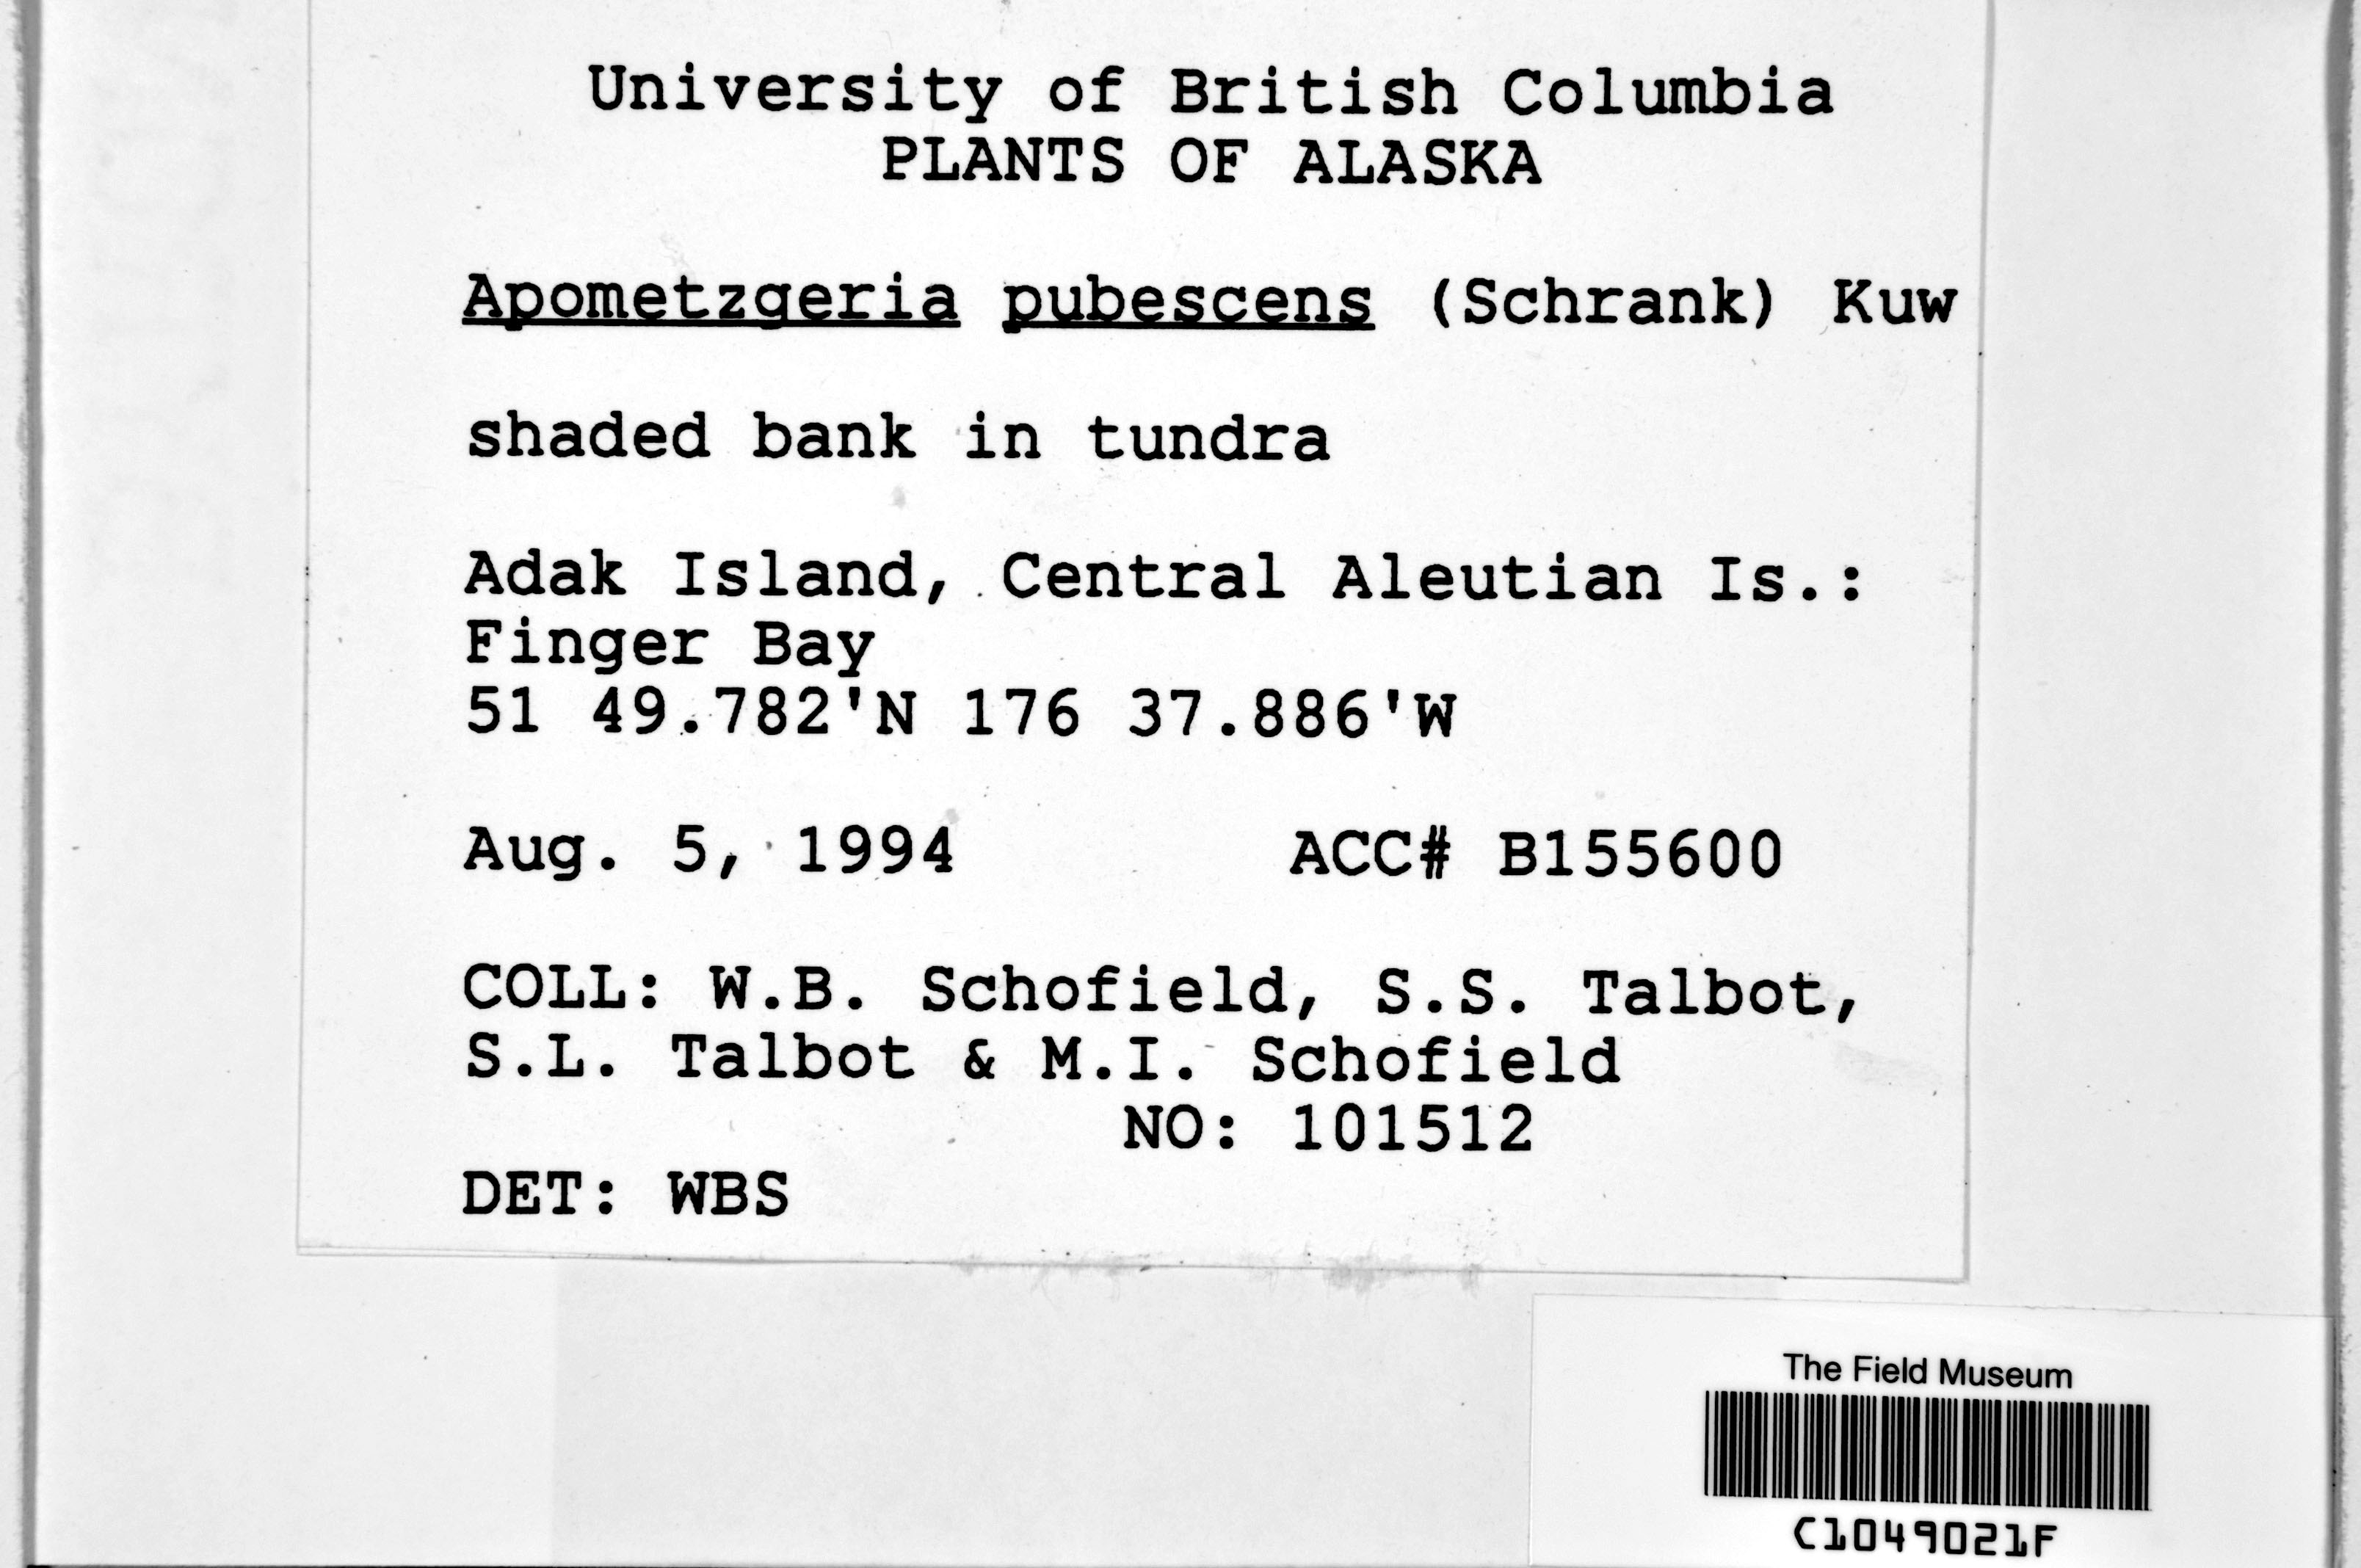 University of British Columbia
PLANTS OF ALASKA
Apometzgeria pubescens (Schrank) Kuw
shaded bank in tundra
Adak Island, Central Aleutian Is.:
Finger Bay
51 49.782'N 176 37.886'W
Aug. 5, 1994 ACC# B155600
COLL: W.B. Schofield, S.S. Talbot,
S.L. Talbot & M.I. Schofield
NO: 101512
DET: WBS
The Field Museum
C1049021F